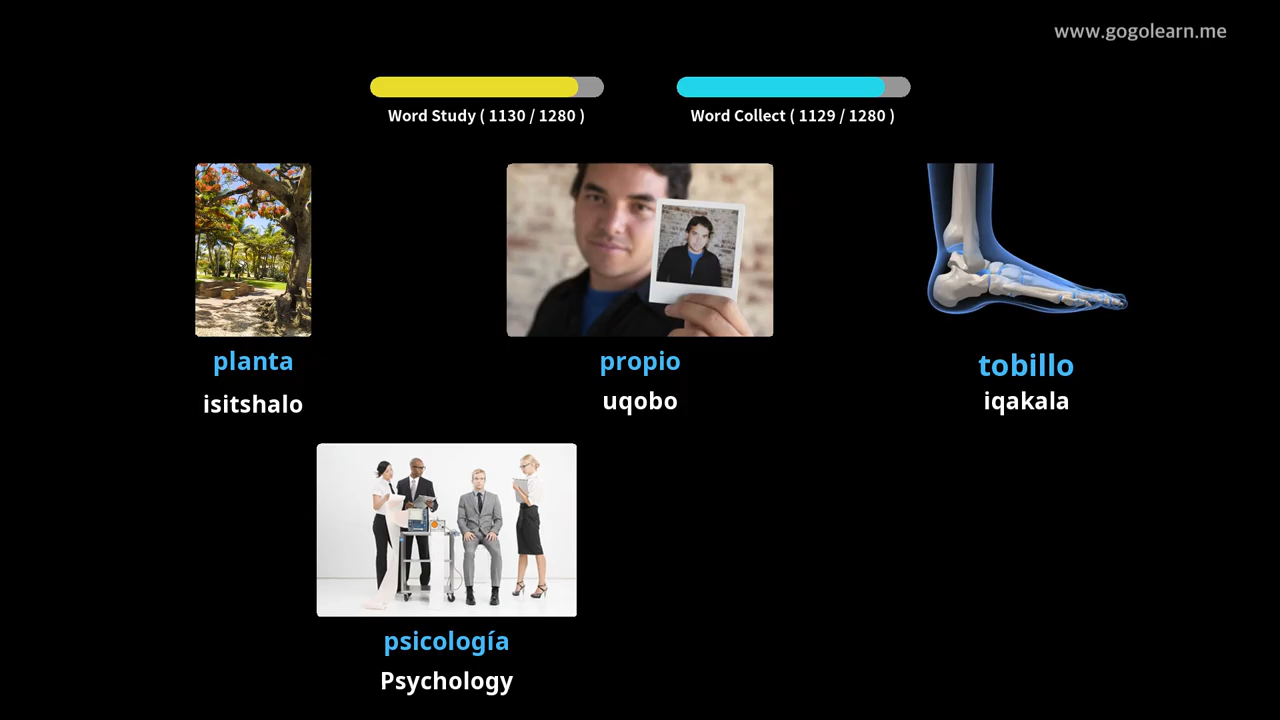 www.gogolearn.me
Word Study ( 1130 / 1280 )
Word Collect ( 1129 / 1280 )
planta
isitshalo
propio
uqobo
tobillo
iqakala
psicología
Psychology